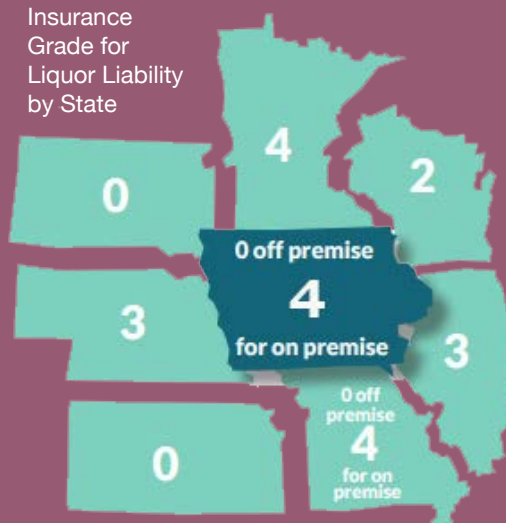 Insurance
Grade for
Liquor Liability
by State
4
2
0
0 off premise
4
for on premise
3
3
0 off
premise
4
for on
premise
0